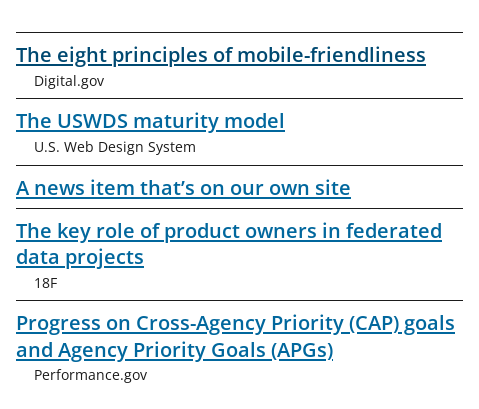 The eight principles of mobile-friendliness
Digital.gov
The USWDS maturity model
U.S. Web Design System
A news item that’s on our own site
The key role of product owners in federated
data projects
18F
Progress on Cross-Agency Priority (CAP) goals
and Agency Priority Goals (APGs)
Performance.gov